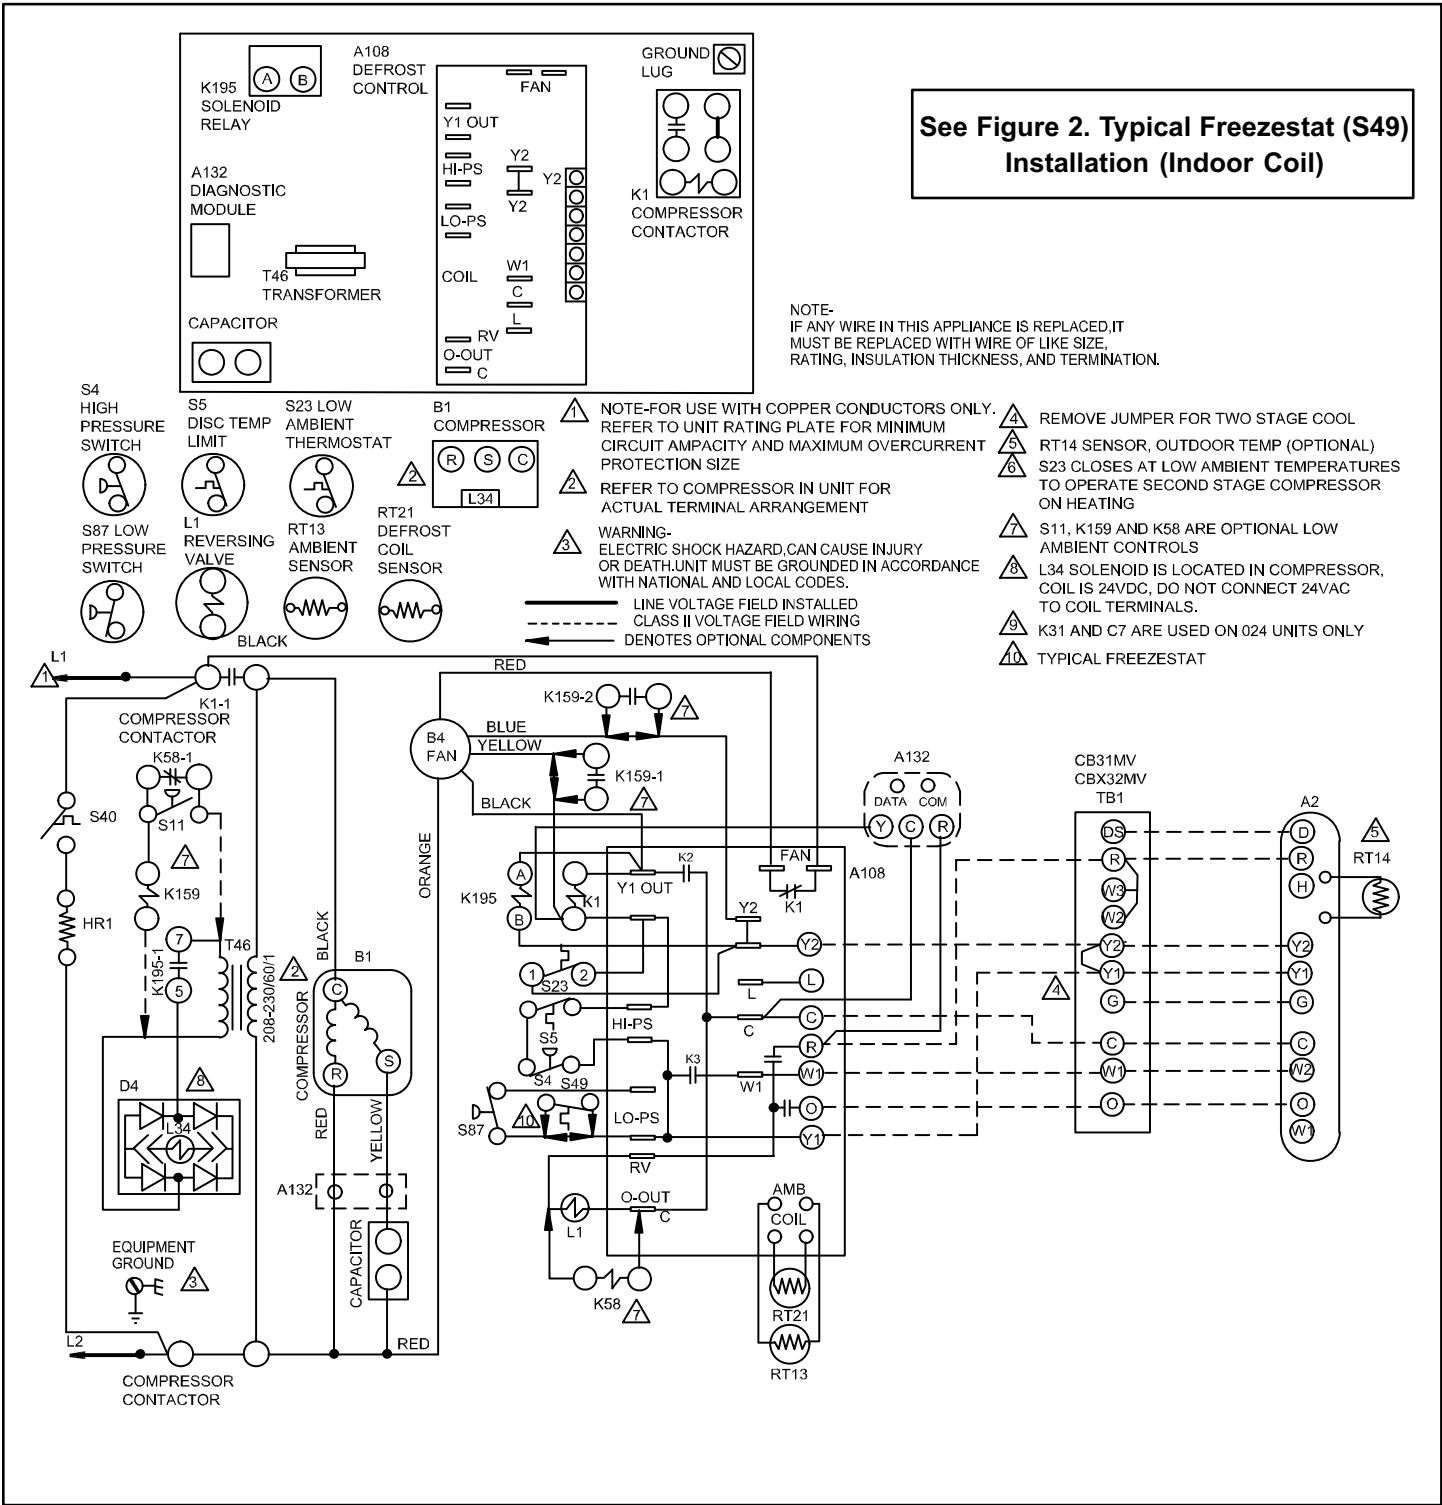 See Figure 2. Typical Freezestat (S49)
Installation (Indoor Coil)
K195
SOLENOID
RELAY
A
B
A108
DEFROST
CONTROL
FAN
Y1 OUT
HI-PS
LO-PS
COIL
Y2
Y2
Y2
W1
C
L
RV
O-OUT
C
GROUND
LUG
K1
COMPRESSOR
CONTACTOR
A132
DIAGNOSTIC
MODULE
T46
TRANSFORMER
CAPACITOR
NOTE-
IF ANY WIRE IN THIS APPLIANCE IS REPLACED,IT
MUST BE REPLACED WITH WIRE OF LIKE SIZE,
RATING, INSULATION THICKNESS, AND TERMINATION.
S4
HIGH
PRESSURE
SWITCH
S5
DISC TEMP
LIMIT
S23 LOW
AMBIENT
THERMOSTAT
B1
COMPRESSOR
2
R
S
C
L34
S87 LOW
PRESSURE
SWITCH
L1
REVERSING
VALVE
RT13
AMBIENT
SENSOR
RT21
DEFROST
COIL
SENSOR
1
NOTE-FOR USE WITH COPPER CONDUCTORS ONLY.
REFER TO UNIT RATING PLATE FOR MINIMUM
CIRCUIT AMPACITY AND MAXIMUM OVERCURRENT
PROTECTION SIZE
2
REFER TO COMPRESSOR IN UNIT FOR
ACTUAL TERMINAL ARRANGEMENT
3
WARNING-
ELECTRIC SHOCK HAZARD,CAN CAUSE INJURY
OR DEATH.UNIT MUST BE GROUNDED IN ACCORDANCE
WITH NATIONAL AND LOCAL CODES.
LINE VOLTAGE FIELD INSTALLED
CLASS II VOLTAGE FIELD WIRING
DENOTES OPTIONAL COMPONENTS
4
REMOVE JUMPER FOR TWO STAGE COOL
5
RT14 SENSOR, OUTDOOR TEMP (OPTIONAL)
6
S23 CLOSES AT LOW AMBIENT TEMPERATURES
TO OPERATE SECOND STAGE COMPRESSOR
ON HEATING
7
S11, K159 AND K58 ARE OPTIONAL LOW
AMBIENT CONTROLS
8
L34 SOLENOID IS LOCATED IN COMPRESSOR,
COIL IS 24VDC, DO NOT CONNECT 24VAC
TO COIL TERMINALS.
9
K31 AND C7 ARE USED ON 024 UNITS ONLY
10
TYPICAL FREEZESTAT
L1
1
BLACK
K1-1
COMPRESSOR
CONTACTOR
K58-1
S40
S11
7
K159
HR1
7
T46
K195-1
5
208-230/60/1
D4
8
L34
EQUIPMENT
GROUND
3
L2
COMPRESSOR
CONTACTOR
BLACK
2
B1
COMPRESSOR
C
S
R
RED
YELLOW
A132
CAPACITOR
RED
ORANGE
RED
B4
FAN
BLUE
YELLOW
BLACK
K159-2
7
K159-1
7
K195
A
B
K1
Y1 OUT
K2
FAN
K1
A108
A132
DATA
COM
Y
C
R
1
2
S23
Y2
Y2
L
L
HI-PS
C
C
S5
R
S4
S49
K3
W1
W1
S87
10
LO-PS
O
Y1
RV
O-OUT
C
L1
K58
7
AMB
COIL
RT21
RT13
CB31MV
CBX32MV
TB1
DS
R
W3
W2
Y2
Y1
4
G
C
W1
O
A2
D
R
H
Y2
Y1
G
C
W2
O
W1
5
RT14